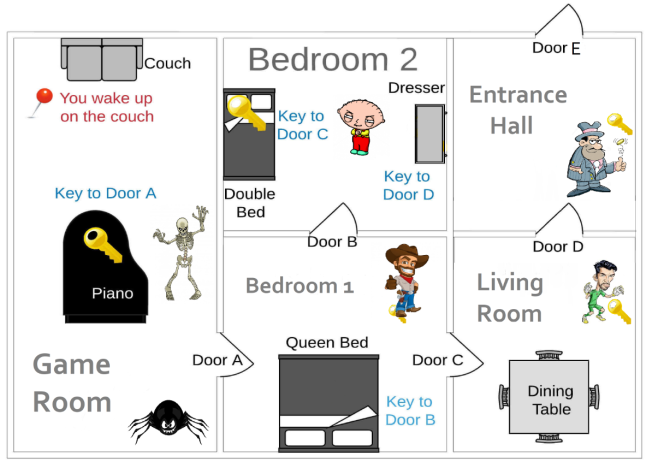 Door E
Couch
Bedroom 2
You wake up
on the couch
Dresser
Entrance
Hall
Key to
Door C
Key to Door A
Key to
Door D
Double
Bed
Door B
Door D
Piano
Bedroom 1
Living
Room
Queen Bed
Door A
Door C
Game
Room
Key to
Door B
Dining
Table